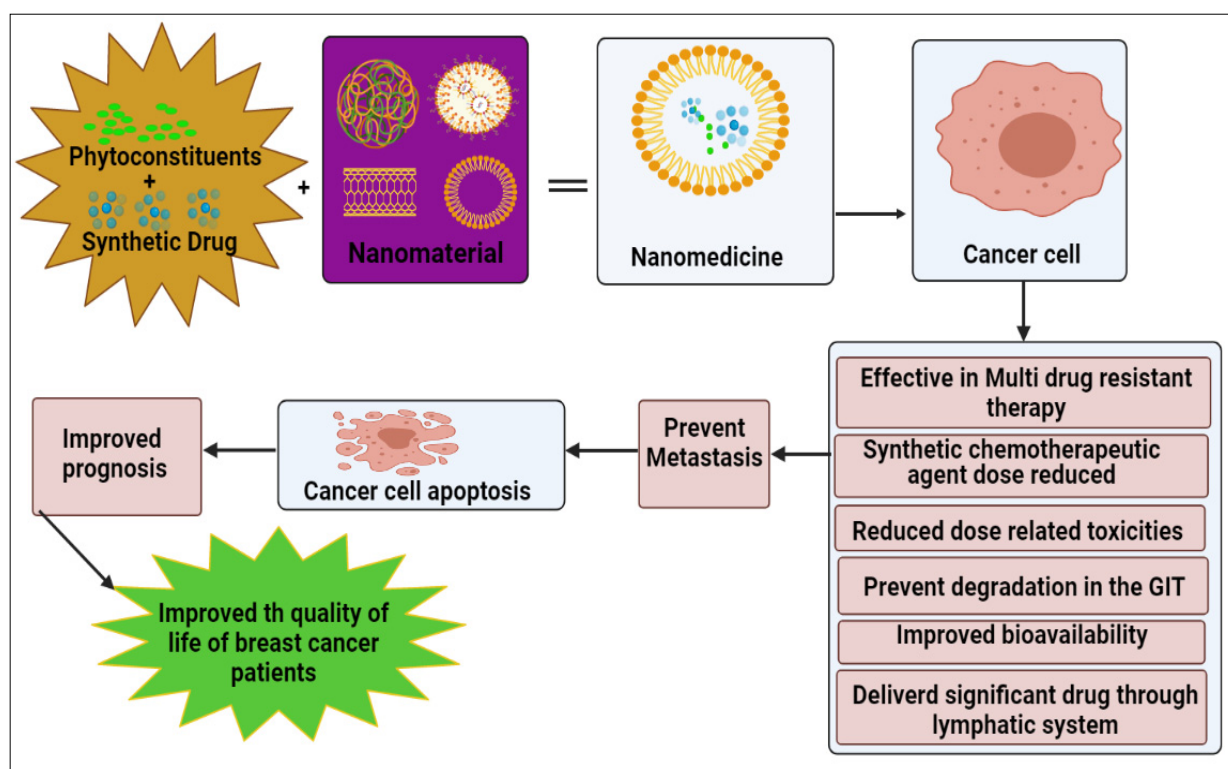 Phytoconstituents
+
Synthetic Drug
+
Nanomaterial
=
Nanomedicine
Cancer cell
Effective in Multi drug resistant
therapy
Synthetic chemotherapeutic
agent dose reduced
Reduced dose related toxicities
Prevent degradation in the GIT
Improved bioavailability
Deliverd significant drug through
lymphatic system
Prevent
Metastasis
Cancer cell apoptosis
Improved
prognosis
Improved th quality of
life of breast cancer
patients